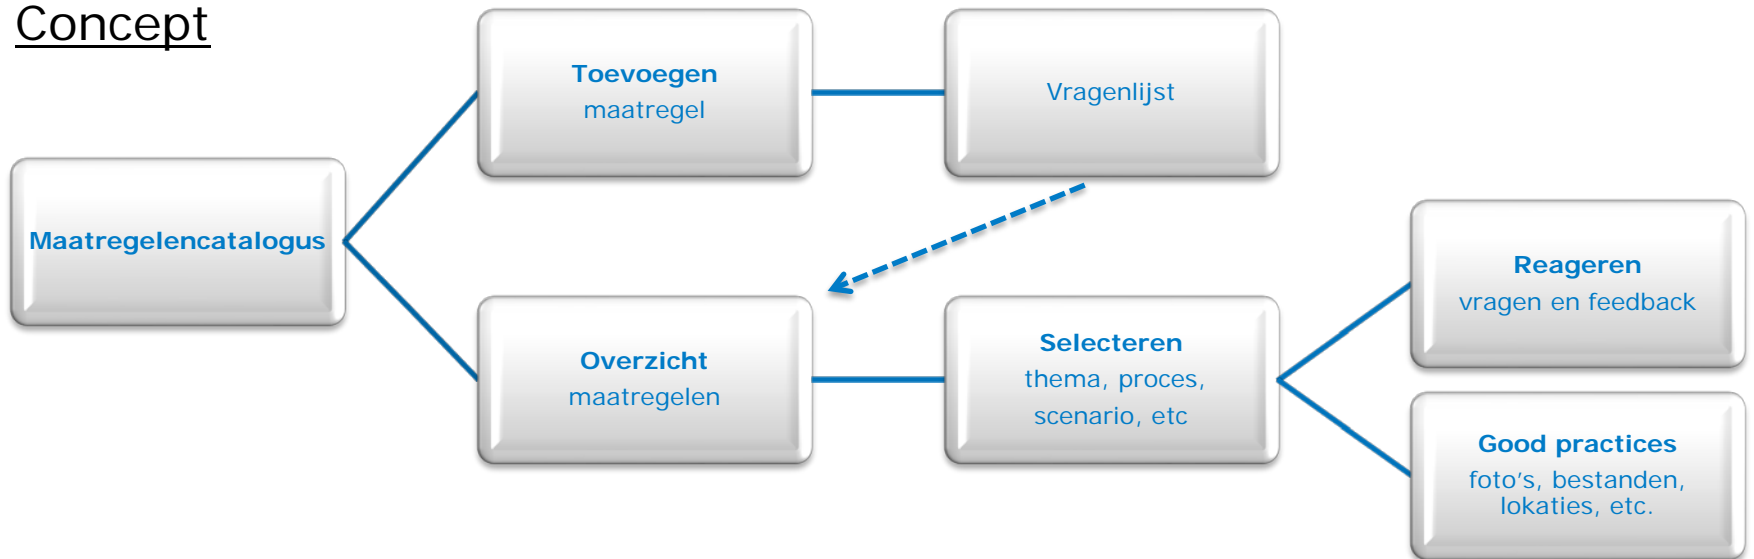 Concept
Toevoegen
maatregel
Vragenlijst
Maatregelencatalogus
Overzicht
maatregelen
Selecteren
thema, proces,
scenario, etc
Reageren
vragen en feedback
Good practices
foto's, bestanden,
lokaties, etc.